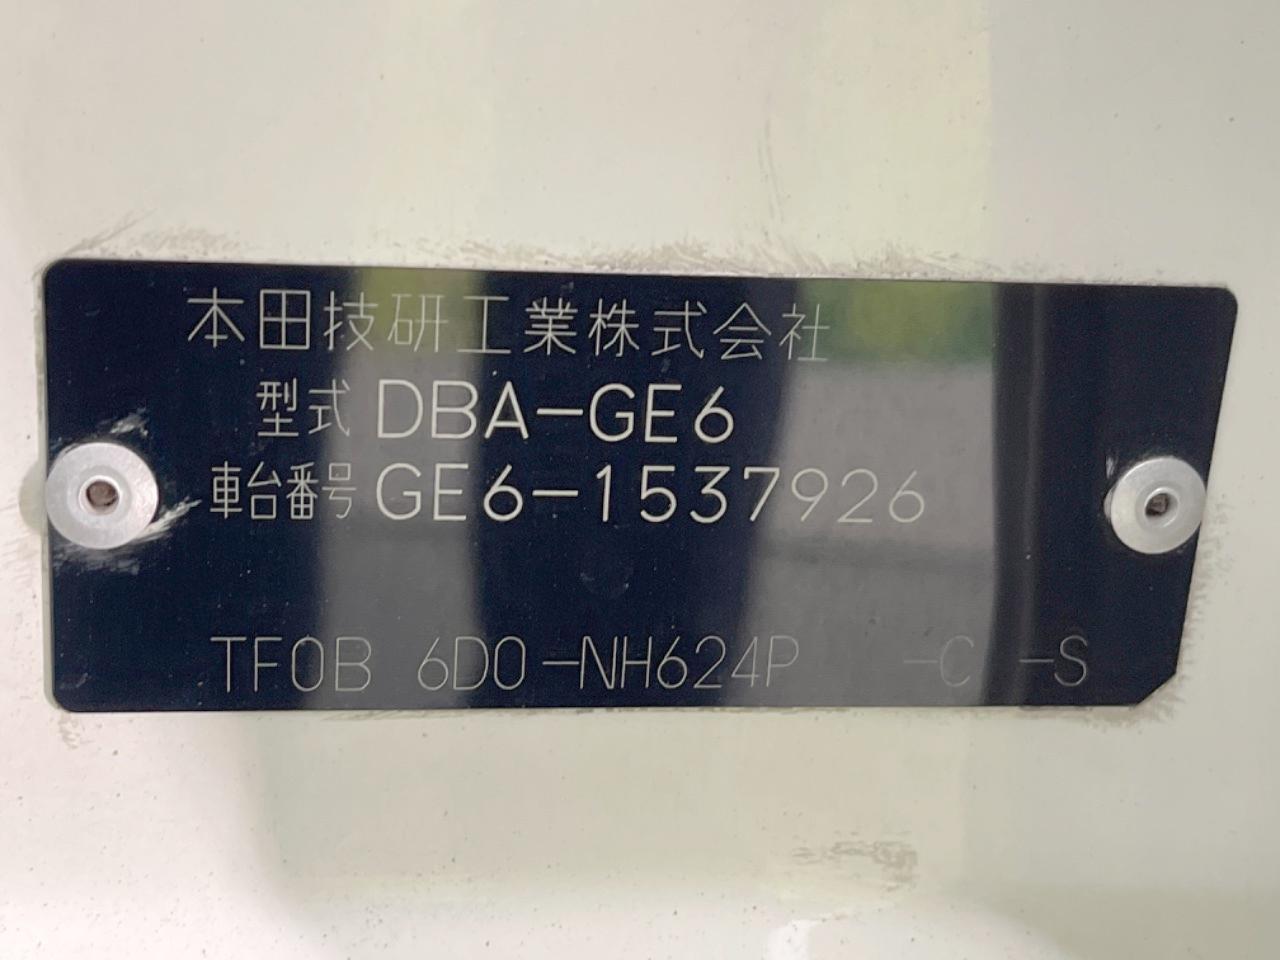 本田技研工業株式会社
型式 DBA-GE6
車台番号 GE6-1537926
TF0B 6D0-NH624P -C -S